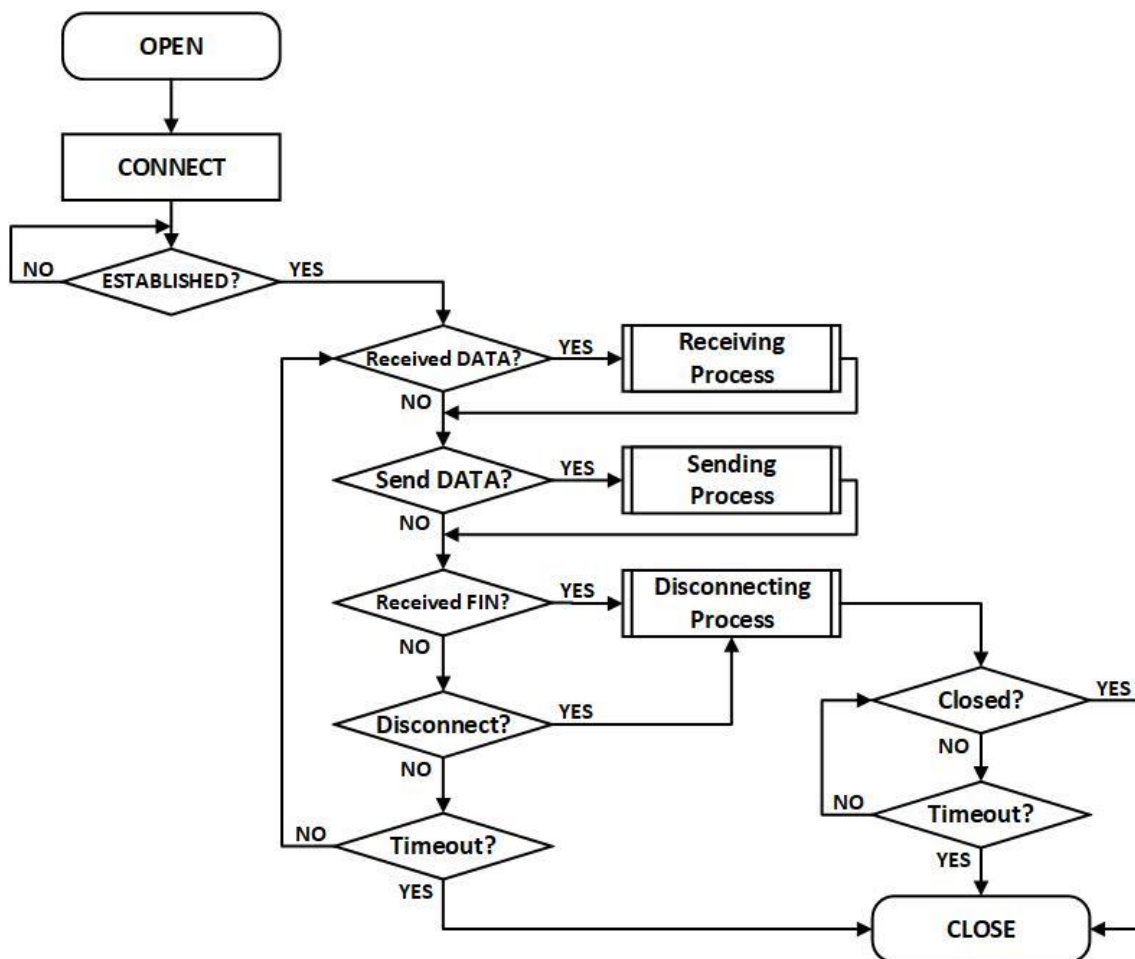 OPEN
CONNECT
ESTABLISHED?
NO
YES
Received DATA?
YES
Receiving
Process
NO
Send DATA?
YES
Sending
Process
NO
Received FIN?
YES
Disconnecting
Process
NO
Disconnect?
YES
Closed?
YES
NO
NO
NO
Timeout?
NO
Timeout?
NO
YES
YES
CLOSE